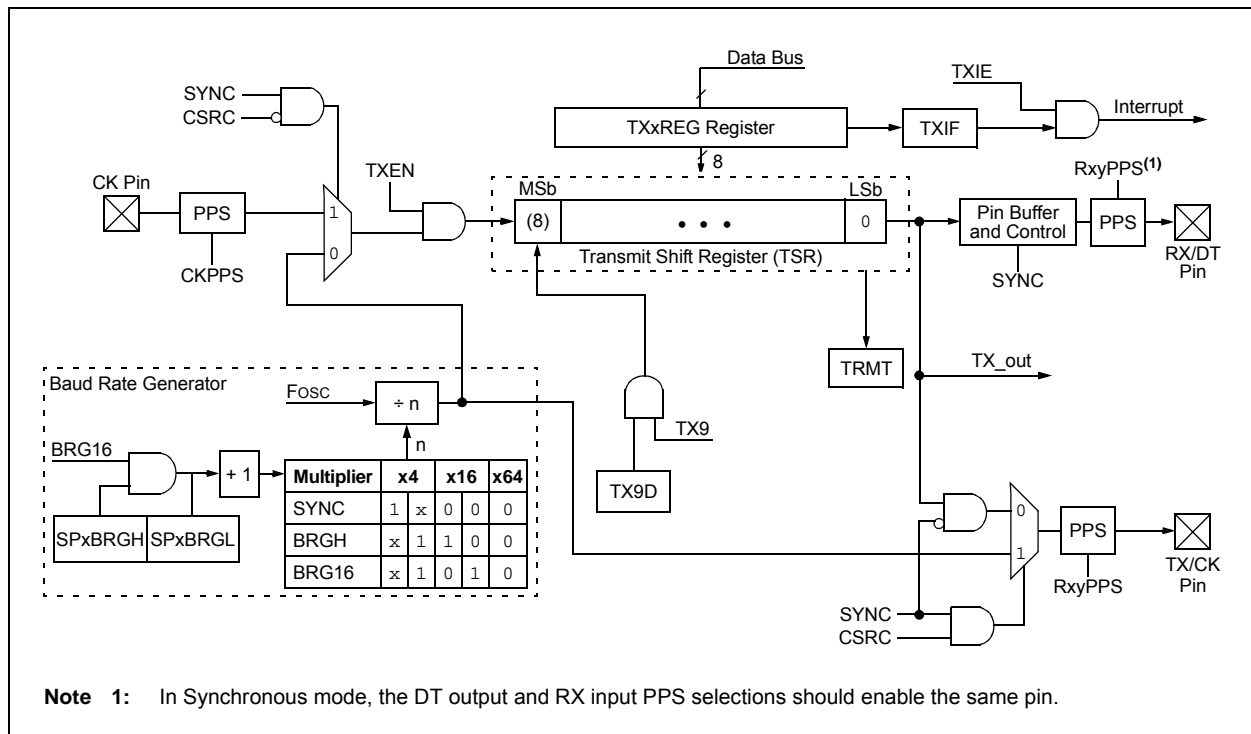 Data Bus
TXIE
SYNC
CSRC
TXxREG Register
TXIF
Interrupt
8
TXEN
RxyPPS(1)
MSb
LSb
CK Pin
PPS
1
0
(8)
• • •
0
Pin Buffer
and Control
PPS
CKPPS
Transmit Shift Register (TSR)
SYNC
RX/DT
Pin
TRMT
TX_out
Baud Rate Generator
FOSC
÷ n
n
TX9
TX9D
BRG16
+ 1
SPxBRGH
SPxBRGL
Multiplier x4 x16 x64
SYNC 1 x 0 0 0
BRGH x 1 1 0 0
BRG16 x 1 0 1 0
0
1
PPS
RxyPPS
TX/CK
Pin
SYNC
CSRC
Note 1: In Synchronous mode, the DT output and RX input PPS selections should enable the same pin.